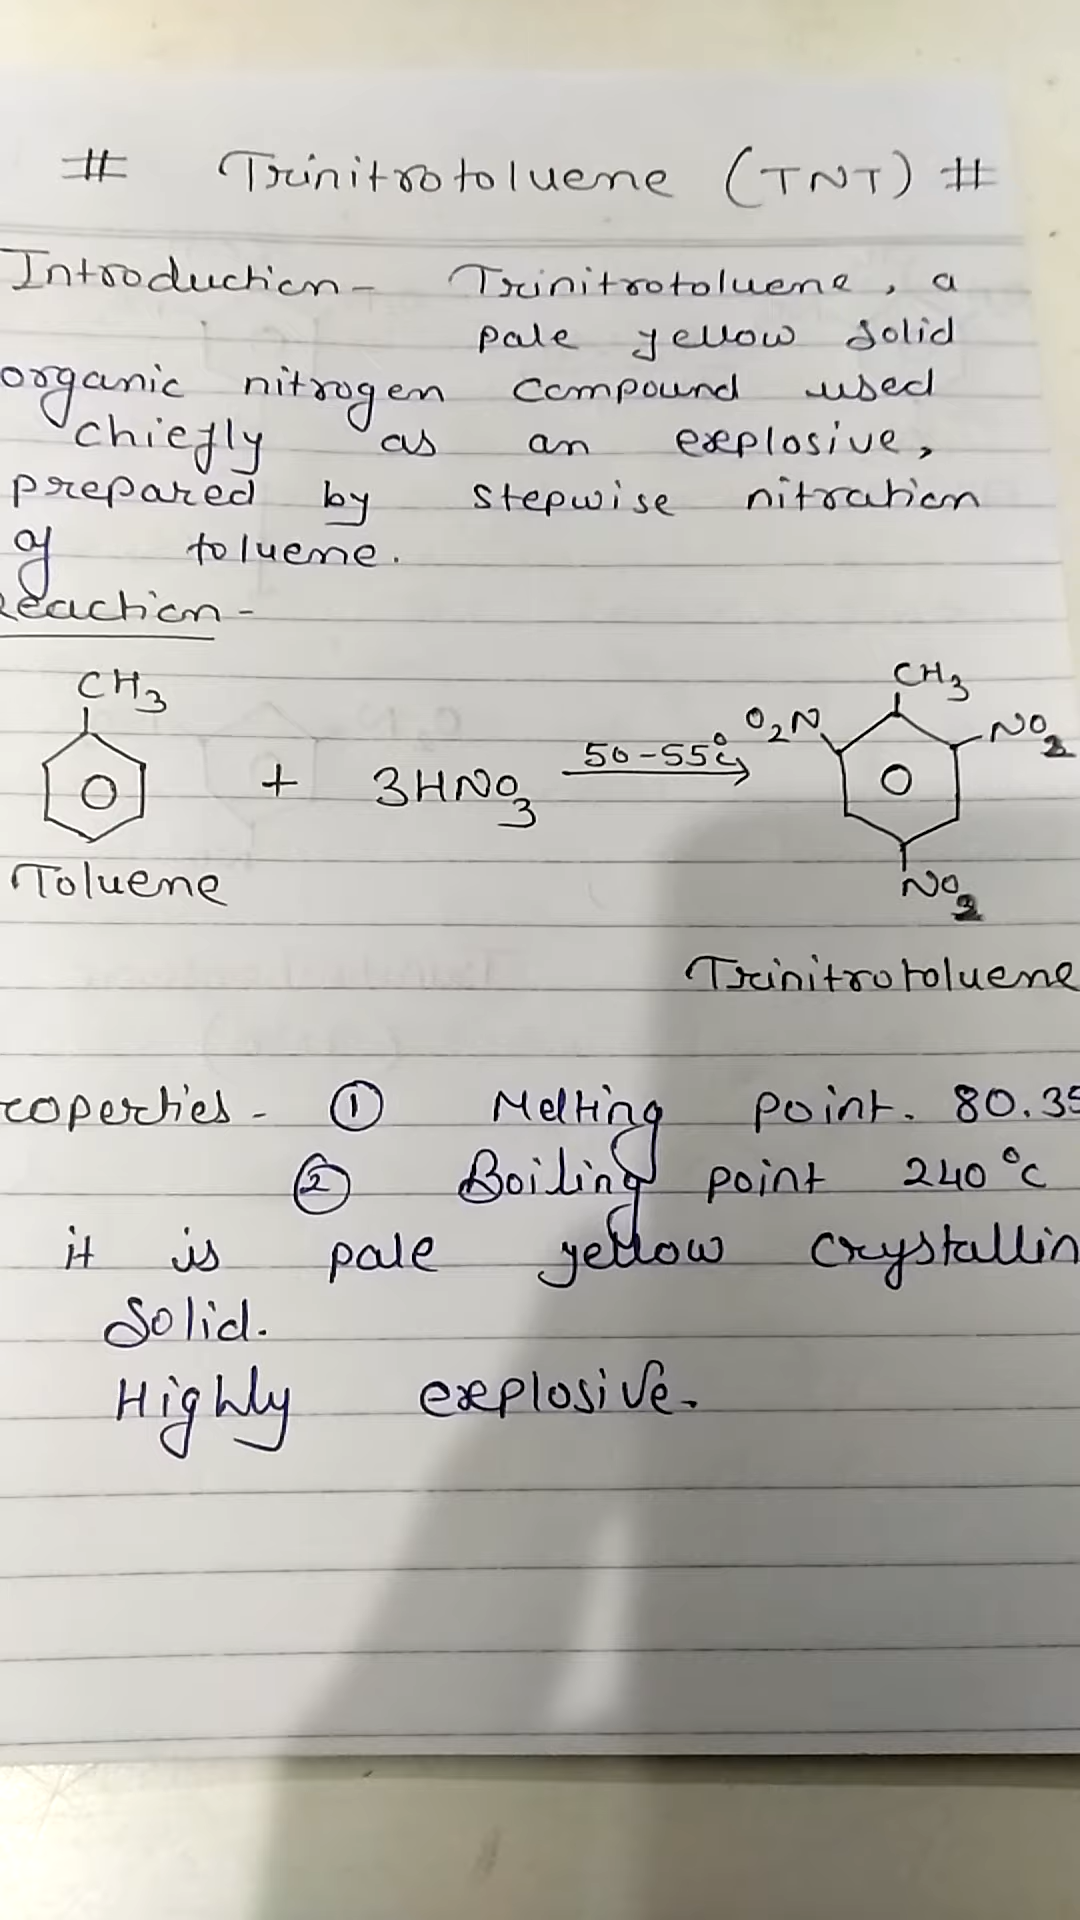 # Trinitrotoluene (TNT) #
Introduction- Trinitrotoluene, a
pale yellow solid
organic nitrogen compound used
chiefly as an explosive,
prepared by stepwise nitration
of toluene.
Reaction-
CH3
CH3
O2N
NO2
+ 3HNO3
50-55°C
NO2
Toluene
Trinitrotoluene
roperties- ① Melting point. 80.35
② Boiling point 240°c
it is pale yellow crystallin
Solid.
Highly explosive.